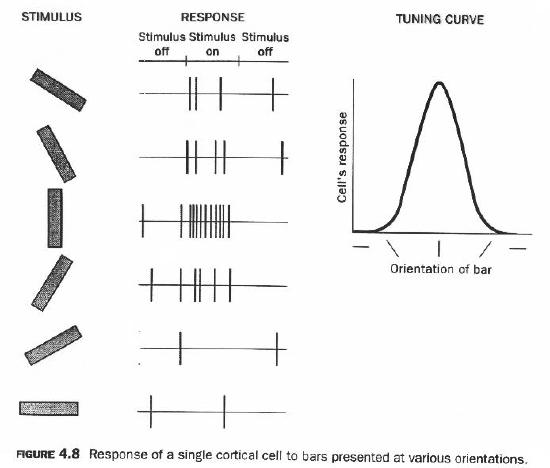 STIMULUS
RESPONSE
Stimulus Stimulus Stimulus
off on off
TUNING CURVE
Cell's response
Orientation of bar
FIGURE 4.8 Response of a single cortical cell to bars presented at various orientations.